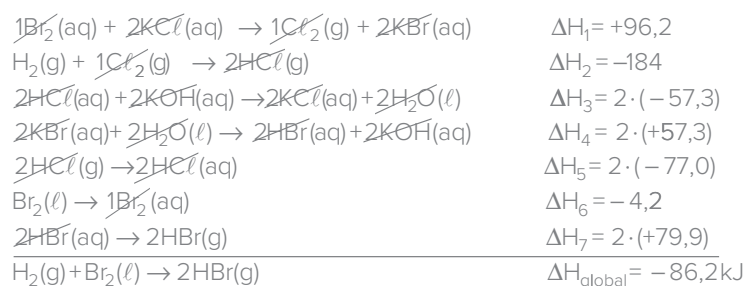 1Br₂(aq) + 2KCℓ(aq) → 1Cℓ₂(g) + 2KBr(aq) ΔH₁= +96,2
H₂(g) + 1Cℓ₂(g) → 2HCℓ(g) ΔH₂= –184
2HCℓ(aq) +2KOH(aq) →2KCℓ(aq)+2H₂O(ℓ) ΔH₃= 2·(–57,3)
2KBr(aq)+ 2H₂O(ℓ) → 2HBr(aq)+2KOH(aq) ΔH₄= 2·(+57,3)
2HCℓ(g) →2HCℓ(aq) ΔH₅= 2·(–77,0)
Br₂(ℓ) → 1Br₂(aq) ΔH₆= –4,2
2HBr(aq) → 2HBr(g) ΔH₇= 2·(+79,9)
H₂(g)+Br₂(ℓ) → 2HBr(g) ΔHglobal= –86,2kJ